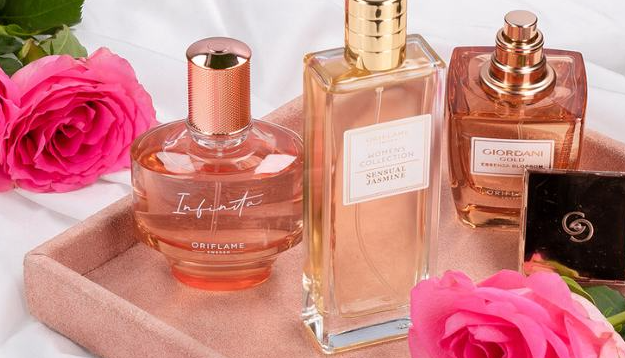 Infinita
ORIFLAME
SWEDEN
ORIFLAME
WOMEN'S
COLLECTION
SENSUAL
JASMINE
GIORDANI
GOLD
ESSENZA BLOSSOM